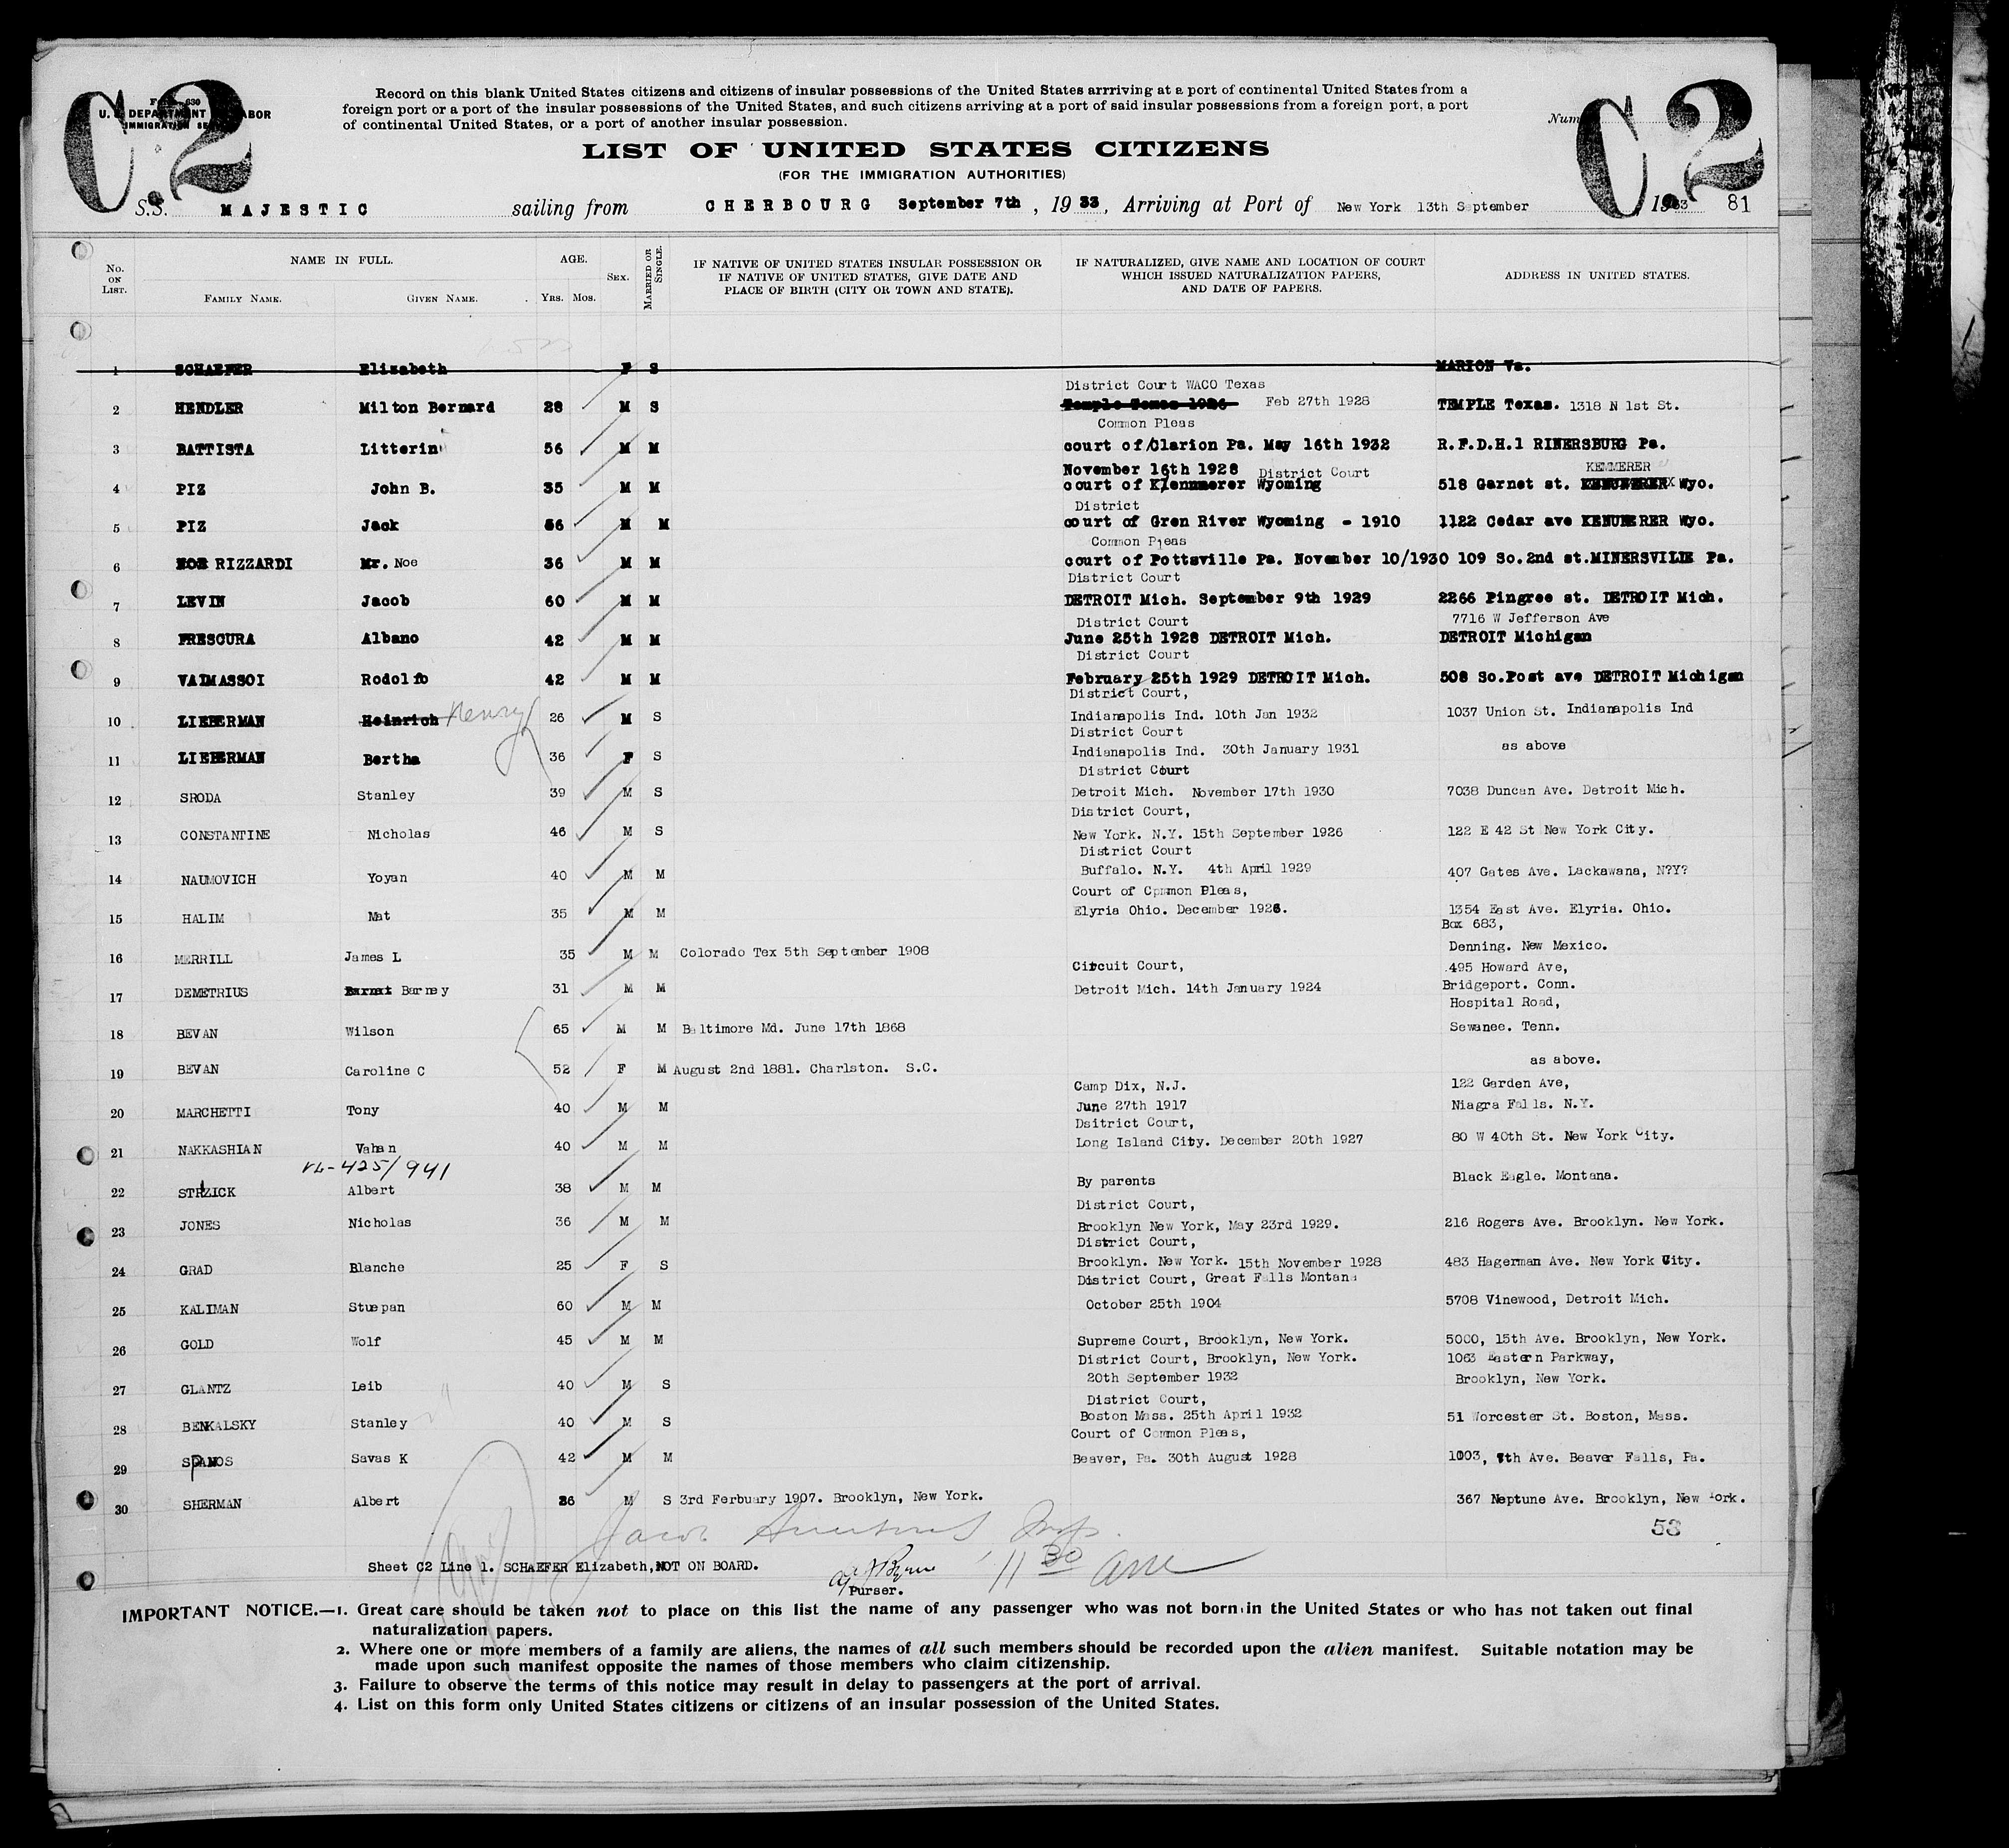 C.2
Form 630
U. S. DEPARTMENT OF LABOR
IMMIGRATION SERVICE
Record on this blank United States citizens and citizens of insular possessions of the United States arrriving at a port of continental United States from a
foreign port or a port of the insular possessions of the United States, and such citizens arriving at a port of said insular possessions from a foreign port, a port
of continental United States, or a port of another insular possession.
C 2
LIST OF UNITED STATES CITIZENS
(FOR THE IMMIGRATION AUTHORITIES)
S.S. MAJESTIC sailing from CHERBOURG September 7th, 1933, Arriving at Port of New York 13th September 1933 81
No. ON LIST. NAME IN FULL. FAMILY NAME. GIVEN NAME. AGE. Yrs. Mos. SEX. MARRIED OR SINGLE. IF NATIVE OF UNITED STATES INSULAR POSSESSION OR IF NATIVE OF UNITED STATES, GIVE DATE AND PLACE OF BIRTH (CITY OR TOWN AND STATE). IF NATURALIZED, GIVE NAME AND LOCATION OF COURT WHICH ISSUED NATURALIZATION PAPERS, AND DATE OF PAPERS. ADDRESS IN UNITED STATES.
1 SCHAEFER Elizabeth F S MARION Va.
District Court WACO Texas
2 HENDLER Milton Bernard 28 M S Temple Texas 1926 Feb 27th 1928 TEMPLE Texas. 1318 N 1st St.
Common Pleas
3 BATTISTA Litterin 56 M M court of/Clarion Pa. May 16th 1932 R.F.D.H.1 RINERSBURG Pa.
November 16th 1928 District Court KEMMERER
4 PIZ John B. 35 M M court of Klennmerer Wyoming 518 Garnet st. Wyo.
District
5 PIZ Jack 56 M M court of Gren River Wyoming - 1910 1122 Cedar ave KENUMERER Wyo.
Common Pleas
6 NOE RIZZARDI Mr. Noe 36 M M court of Pottsville Pa. November 10/1930 109 So.2nd st.MINERSVILLE Pa.
District Court
7 LEVIN Jacob 60 M M DETROIT Mich. September 9th 1929 2266 Pingree st. DETROIT Mich.
District Court 7716 W Jefferson Ave
8 FRESCURA Albano 42 M M June 25th 1928 DETROIT Mich. DETROIT Michigan
District Court
9 VAIMASSOI Rodolfo 42 M M February 25th 1929 DETROIT Mich. 508 So.Post ave DETROIT Michigan
District Court,
10 LIEBERMAN Heinrich Henry 26 M S Indianapolis Ind. 10th Jan 1932 1037 Union St. Indianapolis Ind
District Court
11 LIEBERMAN Bertha 36 F S Indianapolis Ind. 30th January 1931 as above
District Court
12 SRODA Stanley 39 M S Detroit Mich. November 17th 1930 7038 Duncan Ave. Detroit Mich.
District Court,
13 CONSTANTINE Nicholas 46 M S New York. N.Y. 15th September 1926 122 E 42 St New York City.
District Court
14 NAUMOVICH Yoyan 40 M M Buffalo. N.Y. 4th April 1929 407 Gates Ave. Lackawana, N?Y?
Court of Cpmmon Pleas,
15 HALIM Mat 35 M M Elyria Ohio. December 1926. 1354 East Ave. Elyria. Ohio.
Box 683,
16 MERRILL James L 35 M M Colorado Tex 5th September 1908 Denning. New Mexico.
Circuit Court, 495 Howard Ave,
17 DEMETRIUS Barnat Barney 31 M M Detroit Mich. 14th January 1924 Bridgeport. Conn.
Hospital Road,
18 BEVAN Wilson 65 M M Baltimore Md. June 17th 1868 Sewanee. Tenn.
19 BEVAN Caroline C 52 F M August 2nd 1881. Charlston. S.C. as above.
Camp Dix, N.J. 122 Garden Ave,
20 MARCHETTI Tony 40 M M June 27th 1917 Niagra Falls. N.Y.
Dsitrict Court,
21 NAKKASHIAN Vahan 40 M M Long Island City. December 20th 1927 80 W 40th St. New York City.
VL-425/941
22 STRZICK Albert 38 M M By parents Black Eagle. Montana.
District Court,
23 JONES Nicholas 36 M M Brooklyn New York, May 23rd 1929. 216 Rogers Ave. Brooklyn. New York.
District Court,
24 GRAD Blanche 25 F S Brooklyn. New York. 15th November 1928 483 Hagerman Ave. New York City.
District Court, Great Falls Montana
25 KALIMAN Stuepan 60 M M October 25th 1904 5708 Vinewood, Detroit Mich.
26 GOLD Wolf 45 M M Supreme Court, Brooklyn, New York. 5000, 15th Ave. Brooklyn, New York.
District Court, Brooklyn, New York. 1063 Eastern Parkway,
27 GLANTZ Leib 40 M S 20th September 1932 Brooklyn, New York.
District Court,
28 BENKALSKY Stanley 40 M S Boston Mass. 25th April 1932 51 Worcester St. Boston, Mass.
Court of Common Pleas,
29 SPANOS Savas K 42 M M Beaver, Pa. 30th August 1928 1003, 7th Ave. Beaver Falls, Pa.
30 SHERMAN Albert 26 M S 3rd Ferbuary 1907. Brooklyn, New York. 367 Neptune Ave. Brooklyn, New York.
53
Jacob Insp.
Sheet C2 Line 1. SCHAEFER Elizabeth, NOT ON BOARD. 11 30 am
Purser.
IMPORTANT NOTICE.—1. Great care should be taken not to place on this list the name of any passenger who was not born in the United States or who has not taken out final
naturalization papers.
2. Where one or more members of a family are aliens, the names of all such members should be recorded upon the alien manifest. Suitable notation may be
made upon such manifest opposite the names of those members who claim citizenship.
3. Failure to observe the terms of this notice may result in delay to passengers at the port of arrival.
4. List on this form only United States citizens or citizens of an insular possession of the United States.